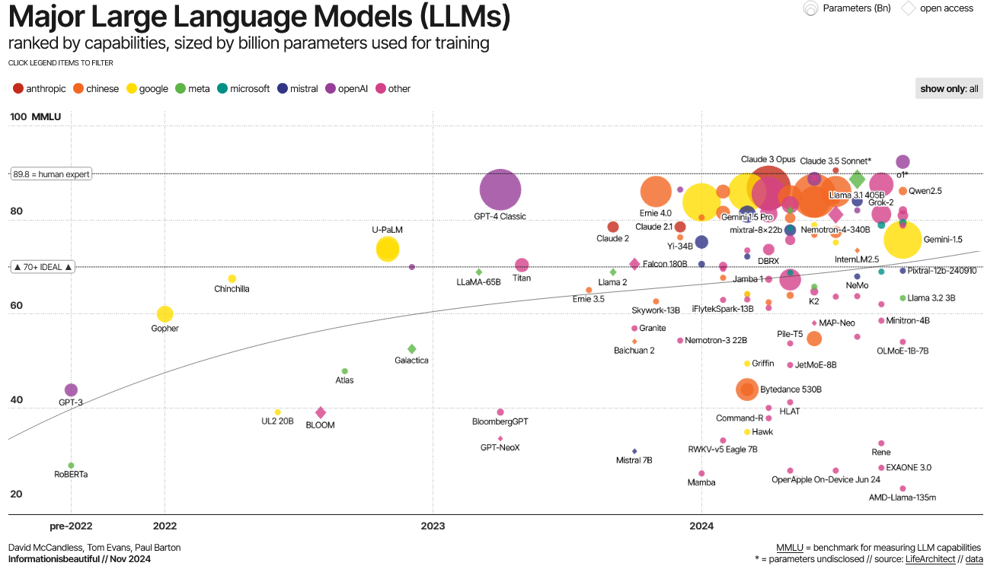 Major Large Language Models (LLMs)
Parameters (Bn) open access
ranked by capabilities, sized by billion parameters used for training
CLICK LEGEND ITEMS TO FILTER
anthropic chinese google meta microsoft mistral openAI other
show only: all
100 MMLU
Claude 3 Opus Claude 3.5 Sonnet*
89.8 = human expert
o1*
Qwen2.5
Llama 3.1 405B
Grok-2
80
Ernie 4.0
GPT-4 Classic
Gemini 1.5 Pro
Claude 2.1
mixtral-8x22b
Nemotron-4-340B
U-PaLM
Claude 2
Gemini-1.5
Yi-34B
InternLM2.5
DBRX
Falcon 180B
▲ 70+ IDEAL ▲
Pixtral-12b-240910
LLaMA-65B
Titan
Llama 2
Jamba 1
Chinchilla
NeMo
Ernie 3.5
K2
Llama 3.2 3B
60
Skywork-13B
iFlytekSpark-13B
Gopher
Granite
MAP-Neo
Minitron-4B
Nemotron-3 22B
Pile-T5
Baichuan 2
OLMoE-1B-7B
Galactica
Griffin
JetMoE-8B
Atlas
Bytedance 530B
40
GPT-3
HLAT
UL2 20B
BLOOM
BloombergGPT
Command-R
Hawk
GPT-NeoX
RWKV-v5 Eagle 7B
Rene
Mistral 7B
EXAONE 3.0
RoBERTa
Mamba
OperApple On-Device Jun 24
20
AMD-Llama-135m
pre-2022 2022 2023 2024
David McCandless, Tom Evans, Paul Barton
MMLU = benchmark for measuring LLM capabilities
Informationisbeautiful // Nov 2024
* = parameters undisclosed // source: LifeArchitect // data